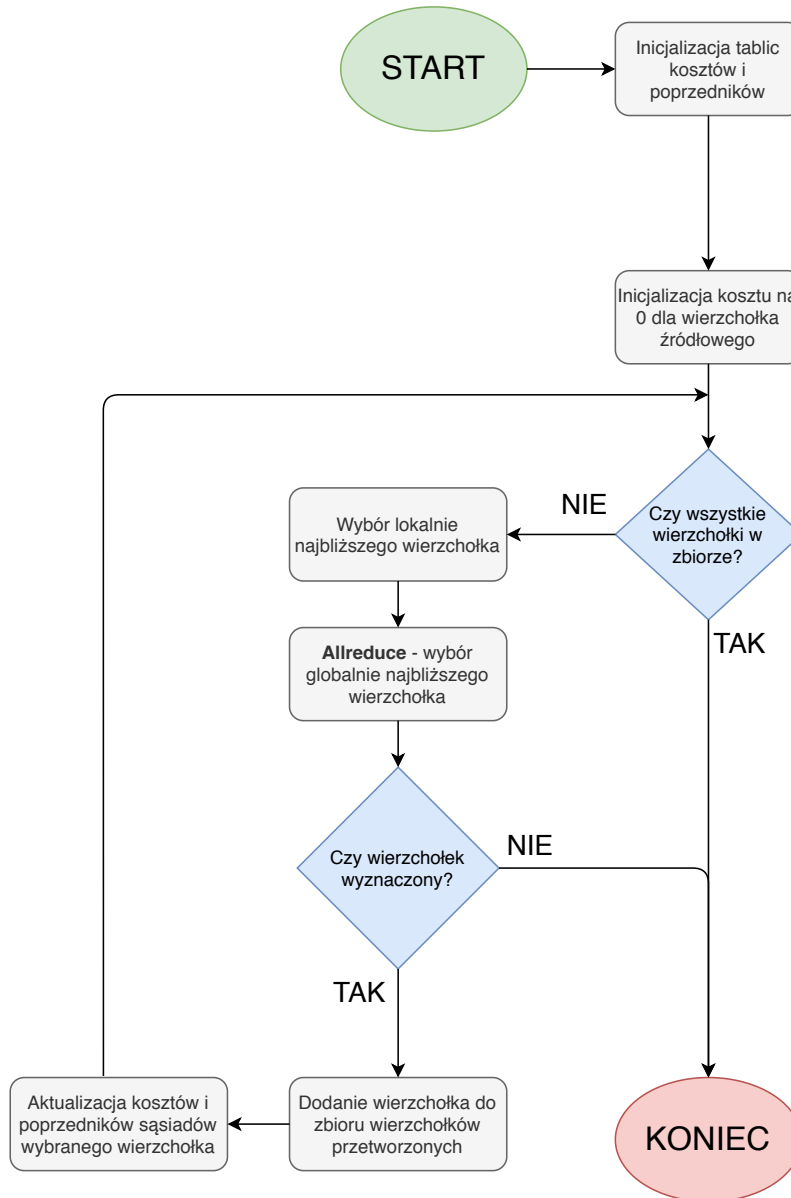 START
Inicjalizacja tablic
kosztów i
poprzedników
Inicjalizacja kosztu na
0 dla wierzchołka
źródłowego
Czy wszystkie
wierzchołki w
zbiorze?
NIE
TAK
Wybór lokalnie
najbliższego wierzchołka
Allreduce - wybór
globalnie najbliższego
wierzchołka
Czy wierzchołek
wyznaczony?
NIE
TAK
Dodanie wierzchołka do
zbioru wierzchołków
przetworzonych
Aktualizacja kosztów i
poprzedników sąsiadów
wybranego wierzchołka
KONIEC